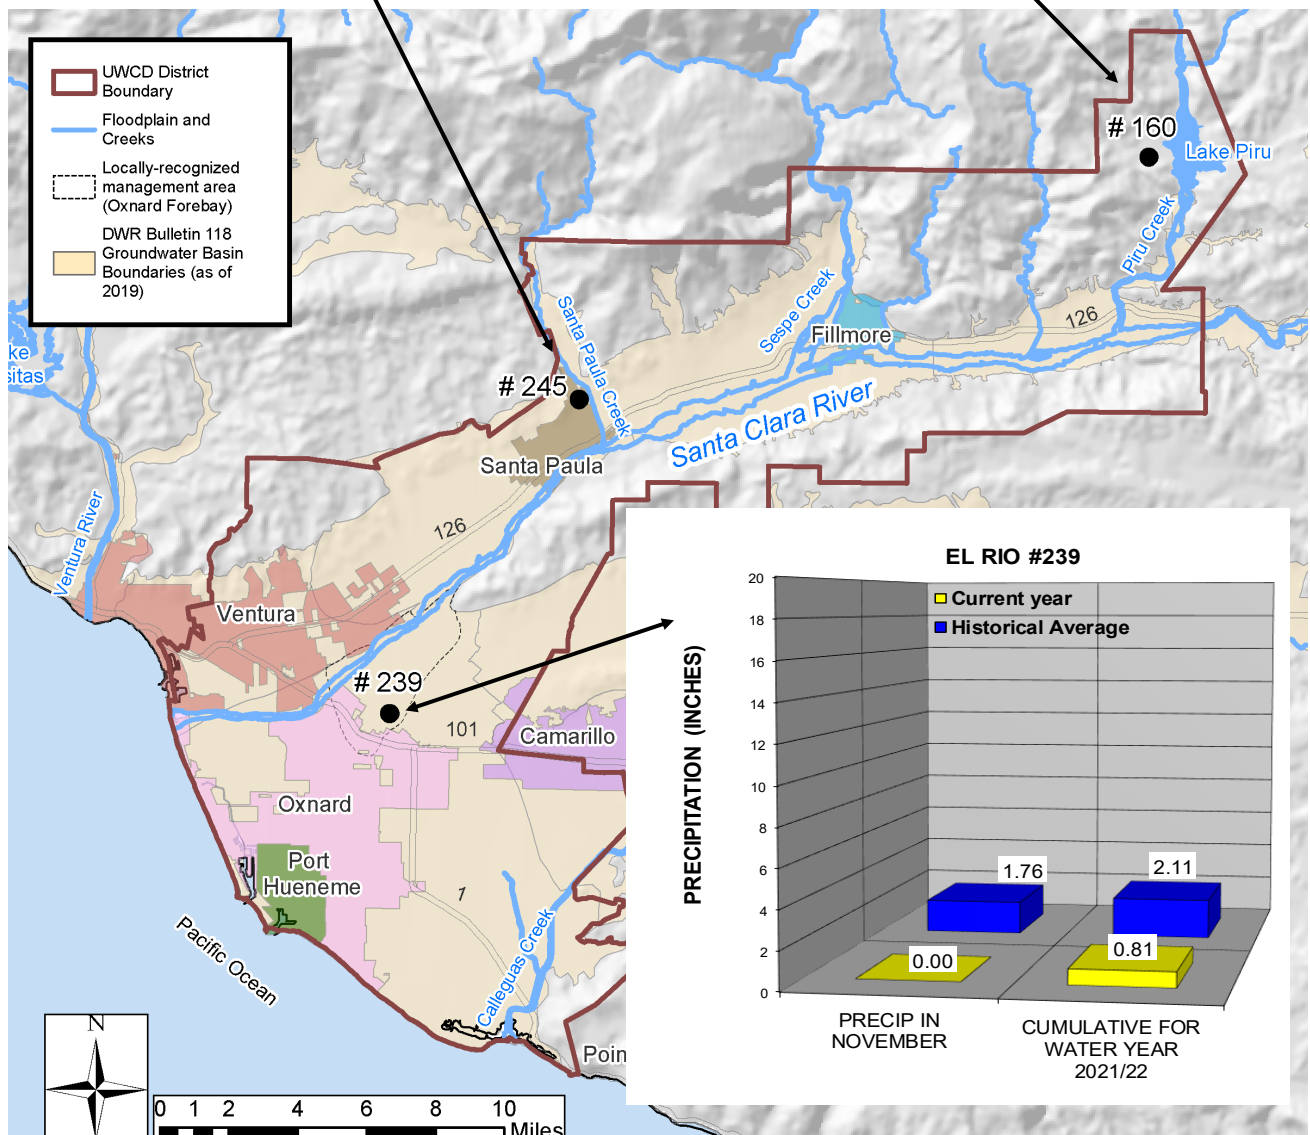 UWCD District
Boundary
Floodplain and
Creeks
Locally-recognized
management area
(Oxnard Forebay)
DWR Bulletin 118
Groundwater Basin
Boundaries (as of
2019)
# 160
Lake Piru
Piru Creek
126
Sespe Creek
Fillmore
Santa Paula Creek
# 245
Santa Clara River
Santa Paula
ke
sitas
126
Ventura River
Ventura
# 239
101
Camarillo
Oxnard
Port
Hueneme
1
Pacific Ocean
Calleguas Creek
Poin
N
0 1 2 4 6 8 10
Miles
EL RIO #239
Current year
Historical Average
PRECIPITATION (INCHES)
20
18
16
14
12
10
8
6
4
2
0
1.76
2.11
0.00
0.81
PRECIP IN
NOVEMBER
CUMULATIVE FOR
WATER YEAR
2021/22